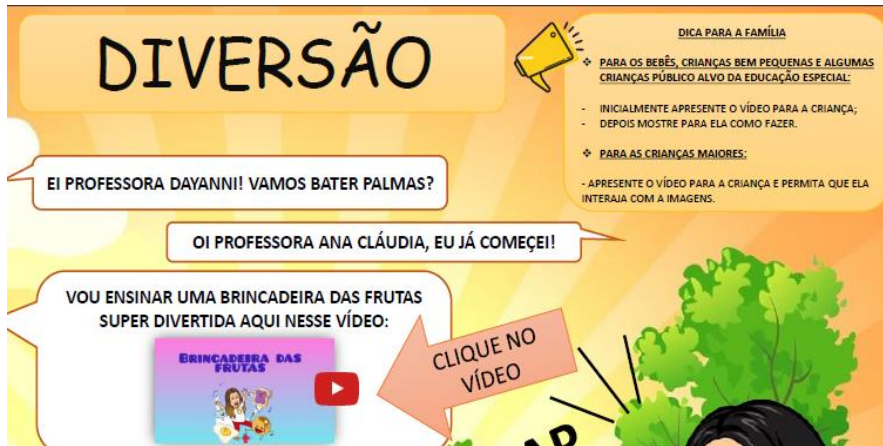 DIVERSÃO
DICA PARA A FAMÍLIA
❖ PARA OS BEBÊS, CRIANÇAS BEM PEQUENAS E ALGUMAS
CRIANÇAS PÚBLICO ALVO DA EDUCAÇÃO ESPECIAL:
- INICIALMENTE APRESENTE O VÍDEO PARA A CRIANÇA;
- DEPOIS MOSTRE PARA ELA COMO FAZER.
❖ PARA AS CRIANÇAS MAIORES:
- APRESENTE O VÍDEO PARA A CRIANÇA E PERMITA QUE ELA
INTERAJA COM A IMAGENS.
EI PROFESSORA DAYANNI! VAMOS BATER PALMAS?
OI PROFESSORA ANA CLÁUDIA, EU JÁ COMEÇEI!
VOU ENSINAR UMA BRINCADEIRA DAS FRUTAS
SUPER DIVERTIDA AQUI NESSE VÍDEO:
BRINCADEIRA DAS
FRUTAS
CLIQUE NO
VÍDEO